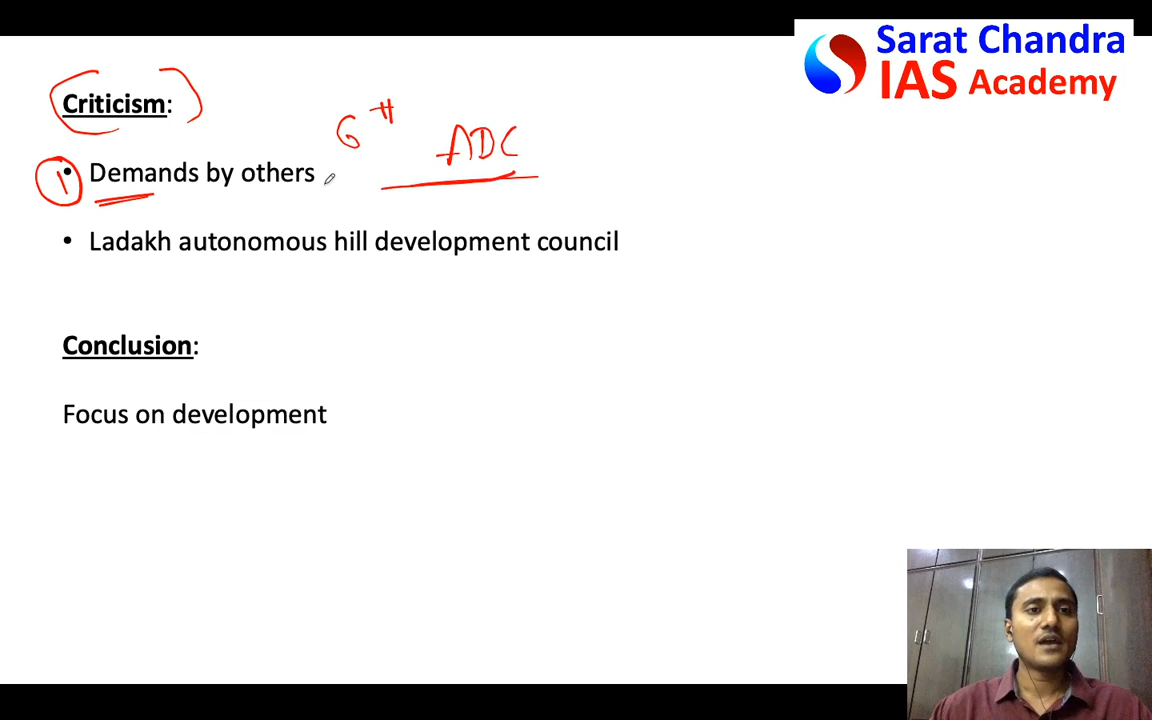 Sarat Chandra
IAS Academy
Criticism:
6th ADC
1
• Demands by others
• Ladakh autonomous hill development council
Conclusion:
Focus on development